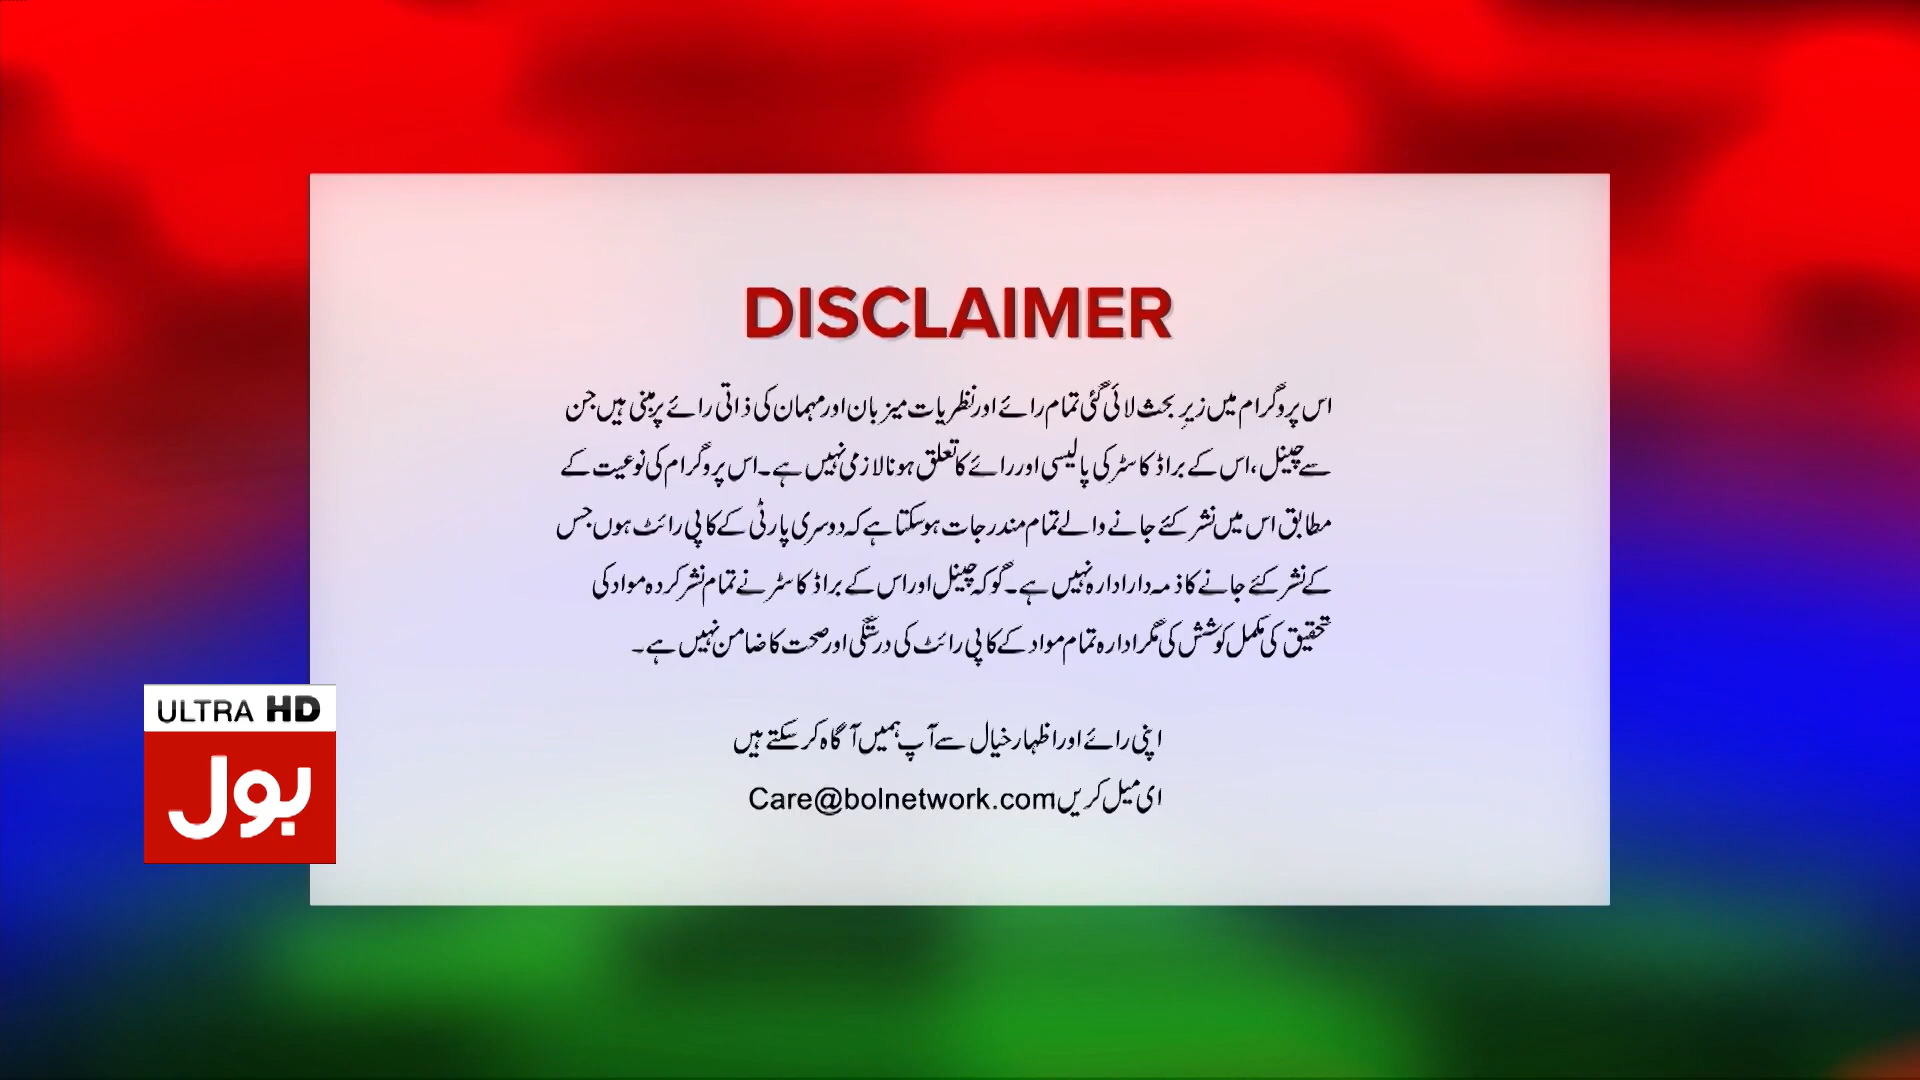 DISCLAIMER
اس پروگرام میں زیرِ بحث لائی گئی تمام رائے اور نظریات میزبان اور مہمان کی ذاتی رائے پر مبنی ہیں جن
سے چینل، اس کے براڈ کاسٹر کی پالیسی اور رائے کا تعلق ہونا لازمی نہیں ہے۔ اس پروگرام کی نوعیت کے
مطابق اس میں نشر کئے جانے والے تمام مندرجات ہو سکتا ہے کہ دوسری پارٹی کے کاپی رائٹ ہوں جس
کے نشر کئے جانے کا ذمہ دار ادارہ نہیں ہے۔ گو کہ چینل اور اس کے براڈ کاسٹر نے تمام نشر کردہ مواد کی
تحقیق کی مکمل کوشش کی مگر ادارہ تمام مواد کے کاپی رائٹ کی درستگی اور صحت کا ضامن نہیں ہے۔
اپنی رائے اور اظہار خیال سے آپ ہمیں آگاہ کر سکتے ہیں
ای میل کریں Care@bolnetwork.com
ULTRA HD
بول